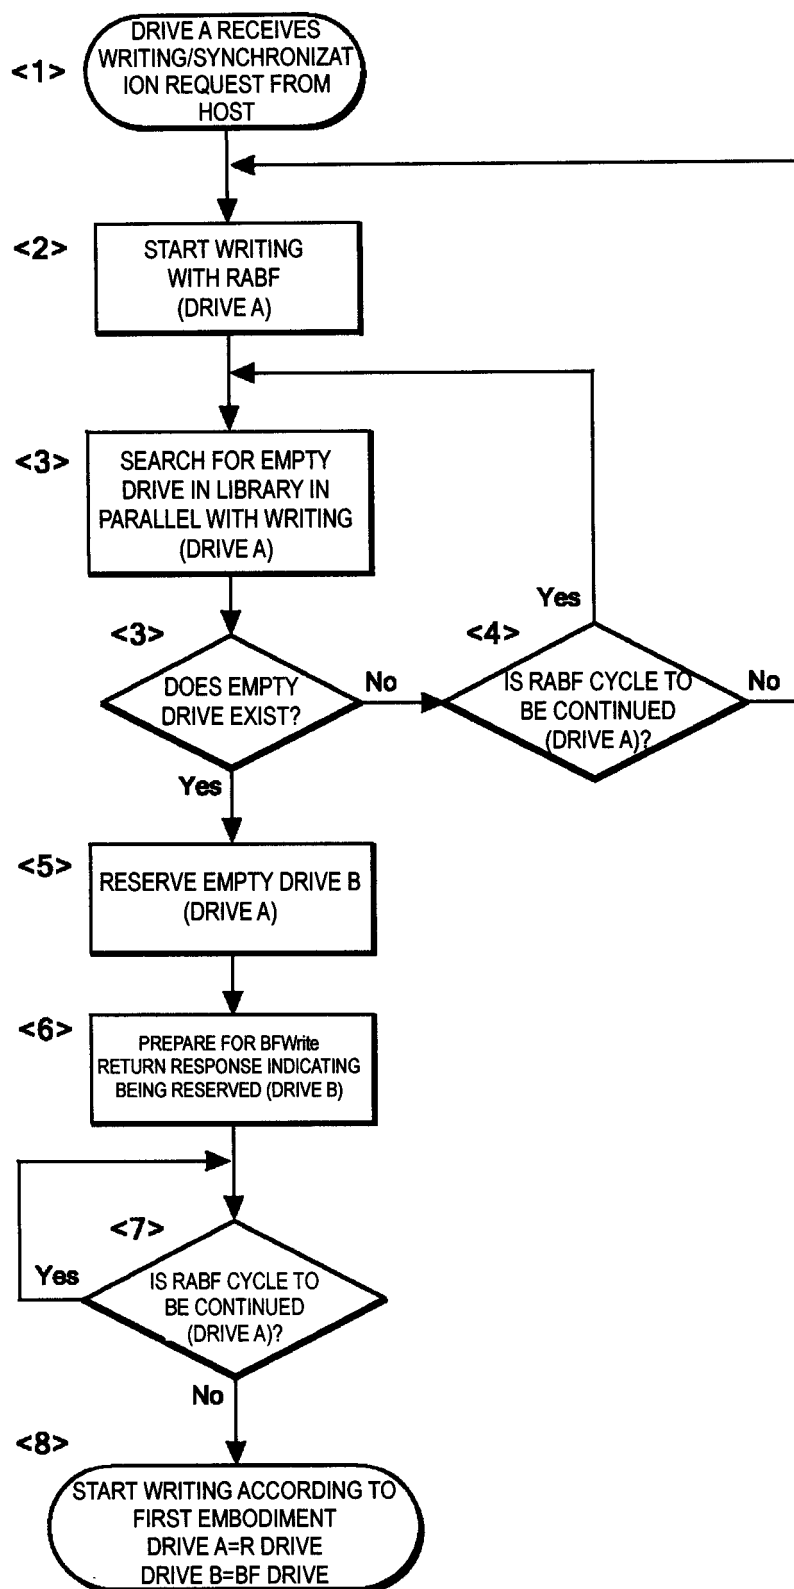 <1>
DRIVE A RECEIVES
WRITING/SYNCHRONIZAT
ION REQUEST FROM
HOST
<2>
START WRITING
WITH RABF
(DRIVE A)
<3>
SEARCH FOR EMPTY
DRIVE IN LIBRARY IN
PARALLEL WITH WRITING
(DRIVE A)
<3>
DOES EMPTY
DRIVE EXIST?
No
Yes
<4>
Yes
IS RABF CYCLE TO
BE CONTINUED
(DRIVE A)?
No
<5>
RESERVE EMPTY DRIVE B
(DRIVE A)
<6>
PREPARE FOR BFWrite
RETURN RESPONSE INDICATING
BEING RESERVED (DRIVE B)
<7>
Yes
IS RABF CYCLE TO
BE CONTINUED
(DRIVE A)?
No
<8>
START WRITING ACCORDING TO
FIRST EMBODIMENT
DRIVE A=R DRIVE
DRIVE B=BF DRIVE